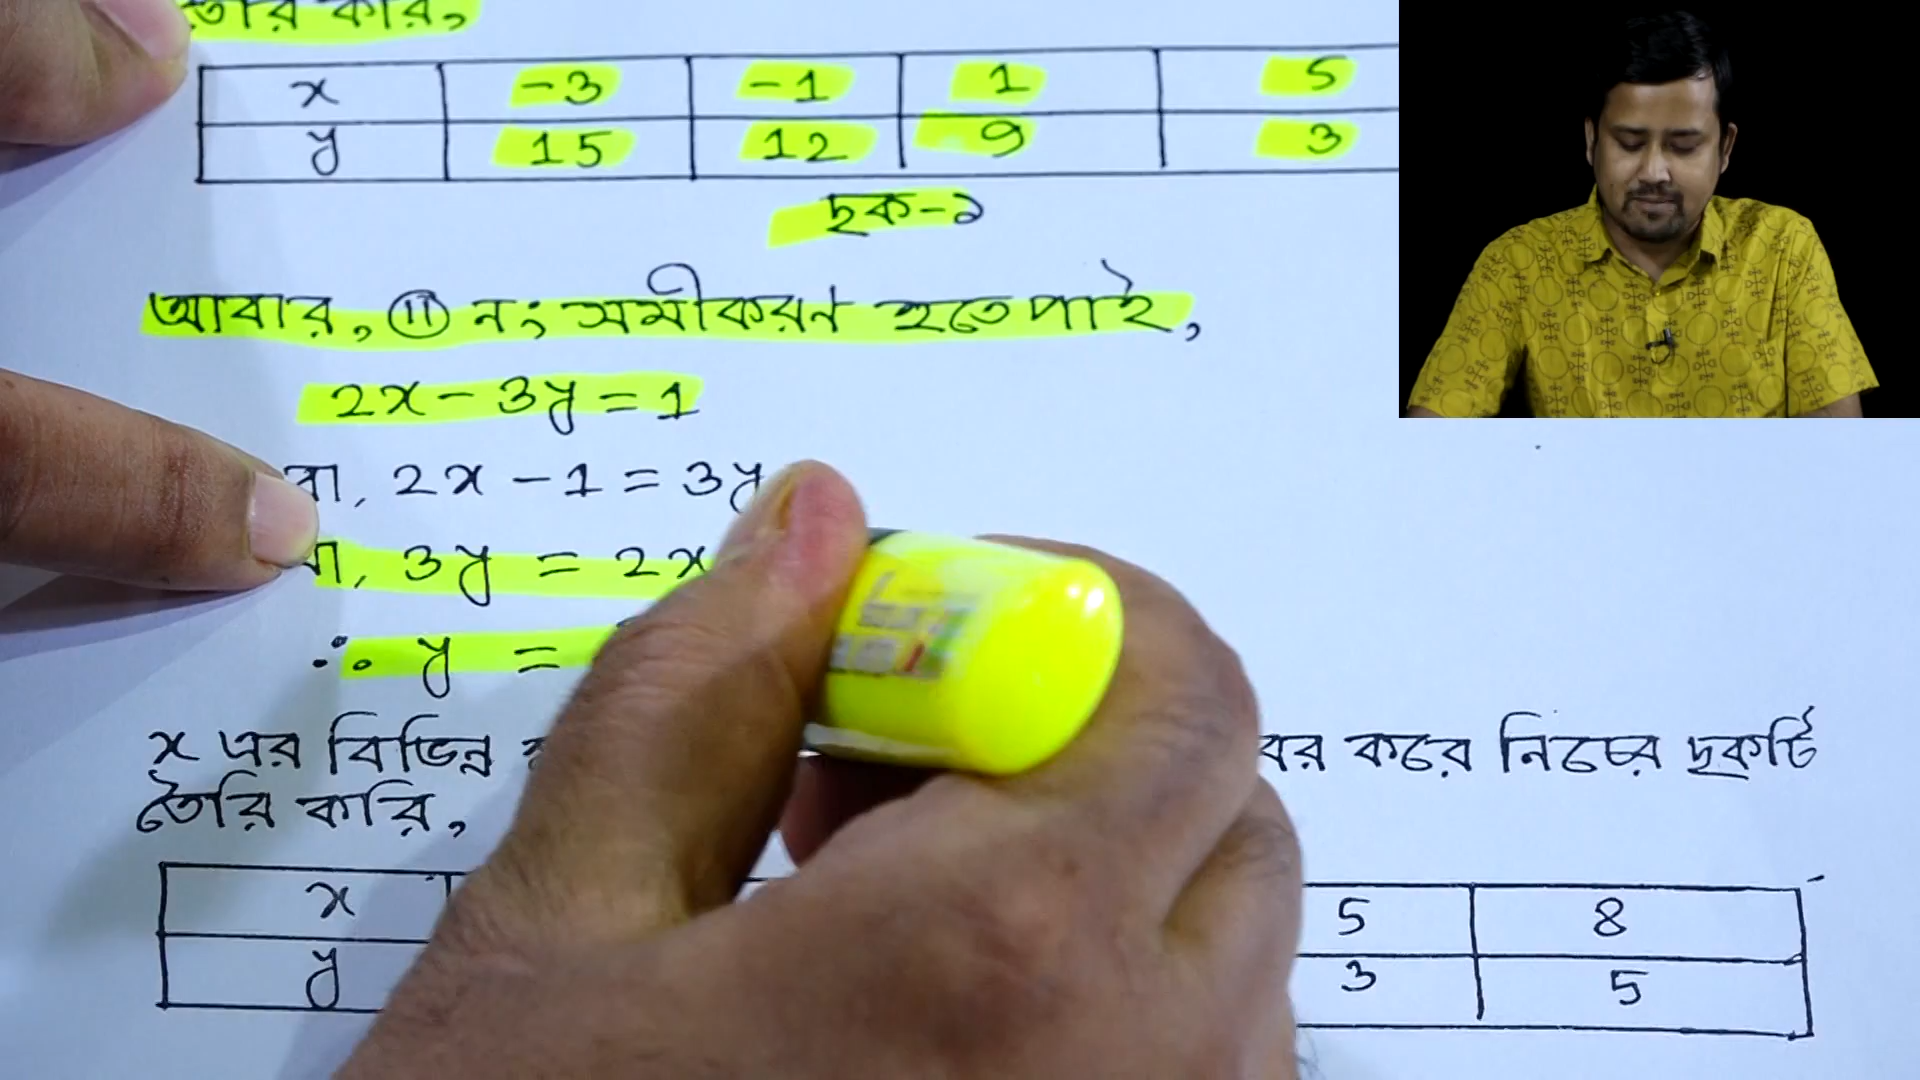 তৈরি করি,
x -3 -1 1 5
y 15 12 9 3
ছক-১
আবার, (ii) নং সমীকরণ হতে পাই,
2x - 3y = 1
বা, 2x - 1 = 3y
বা, 3y = 2x
∴ y =
x এর বিভিন্ন বের করে নিচের ছকটি
তৈরি করি,
x 5 8
y 3 5